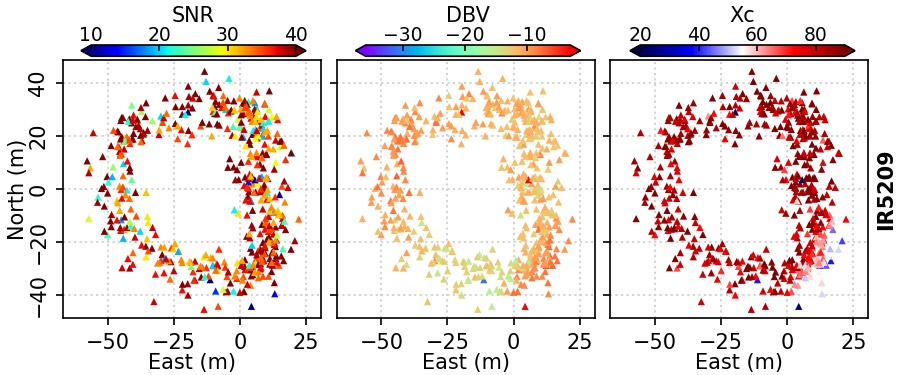 SNR DBV Xc
10 20 30 40 −30 −20 −10 20 40 60 80
40
20
0
−20
−40
North (m)
−50 −25 0 25 −50 −25 0 25 −50 −25 0 25
East (m) East (m) East (m)
IR5209